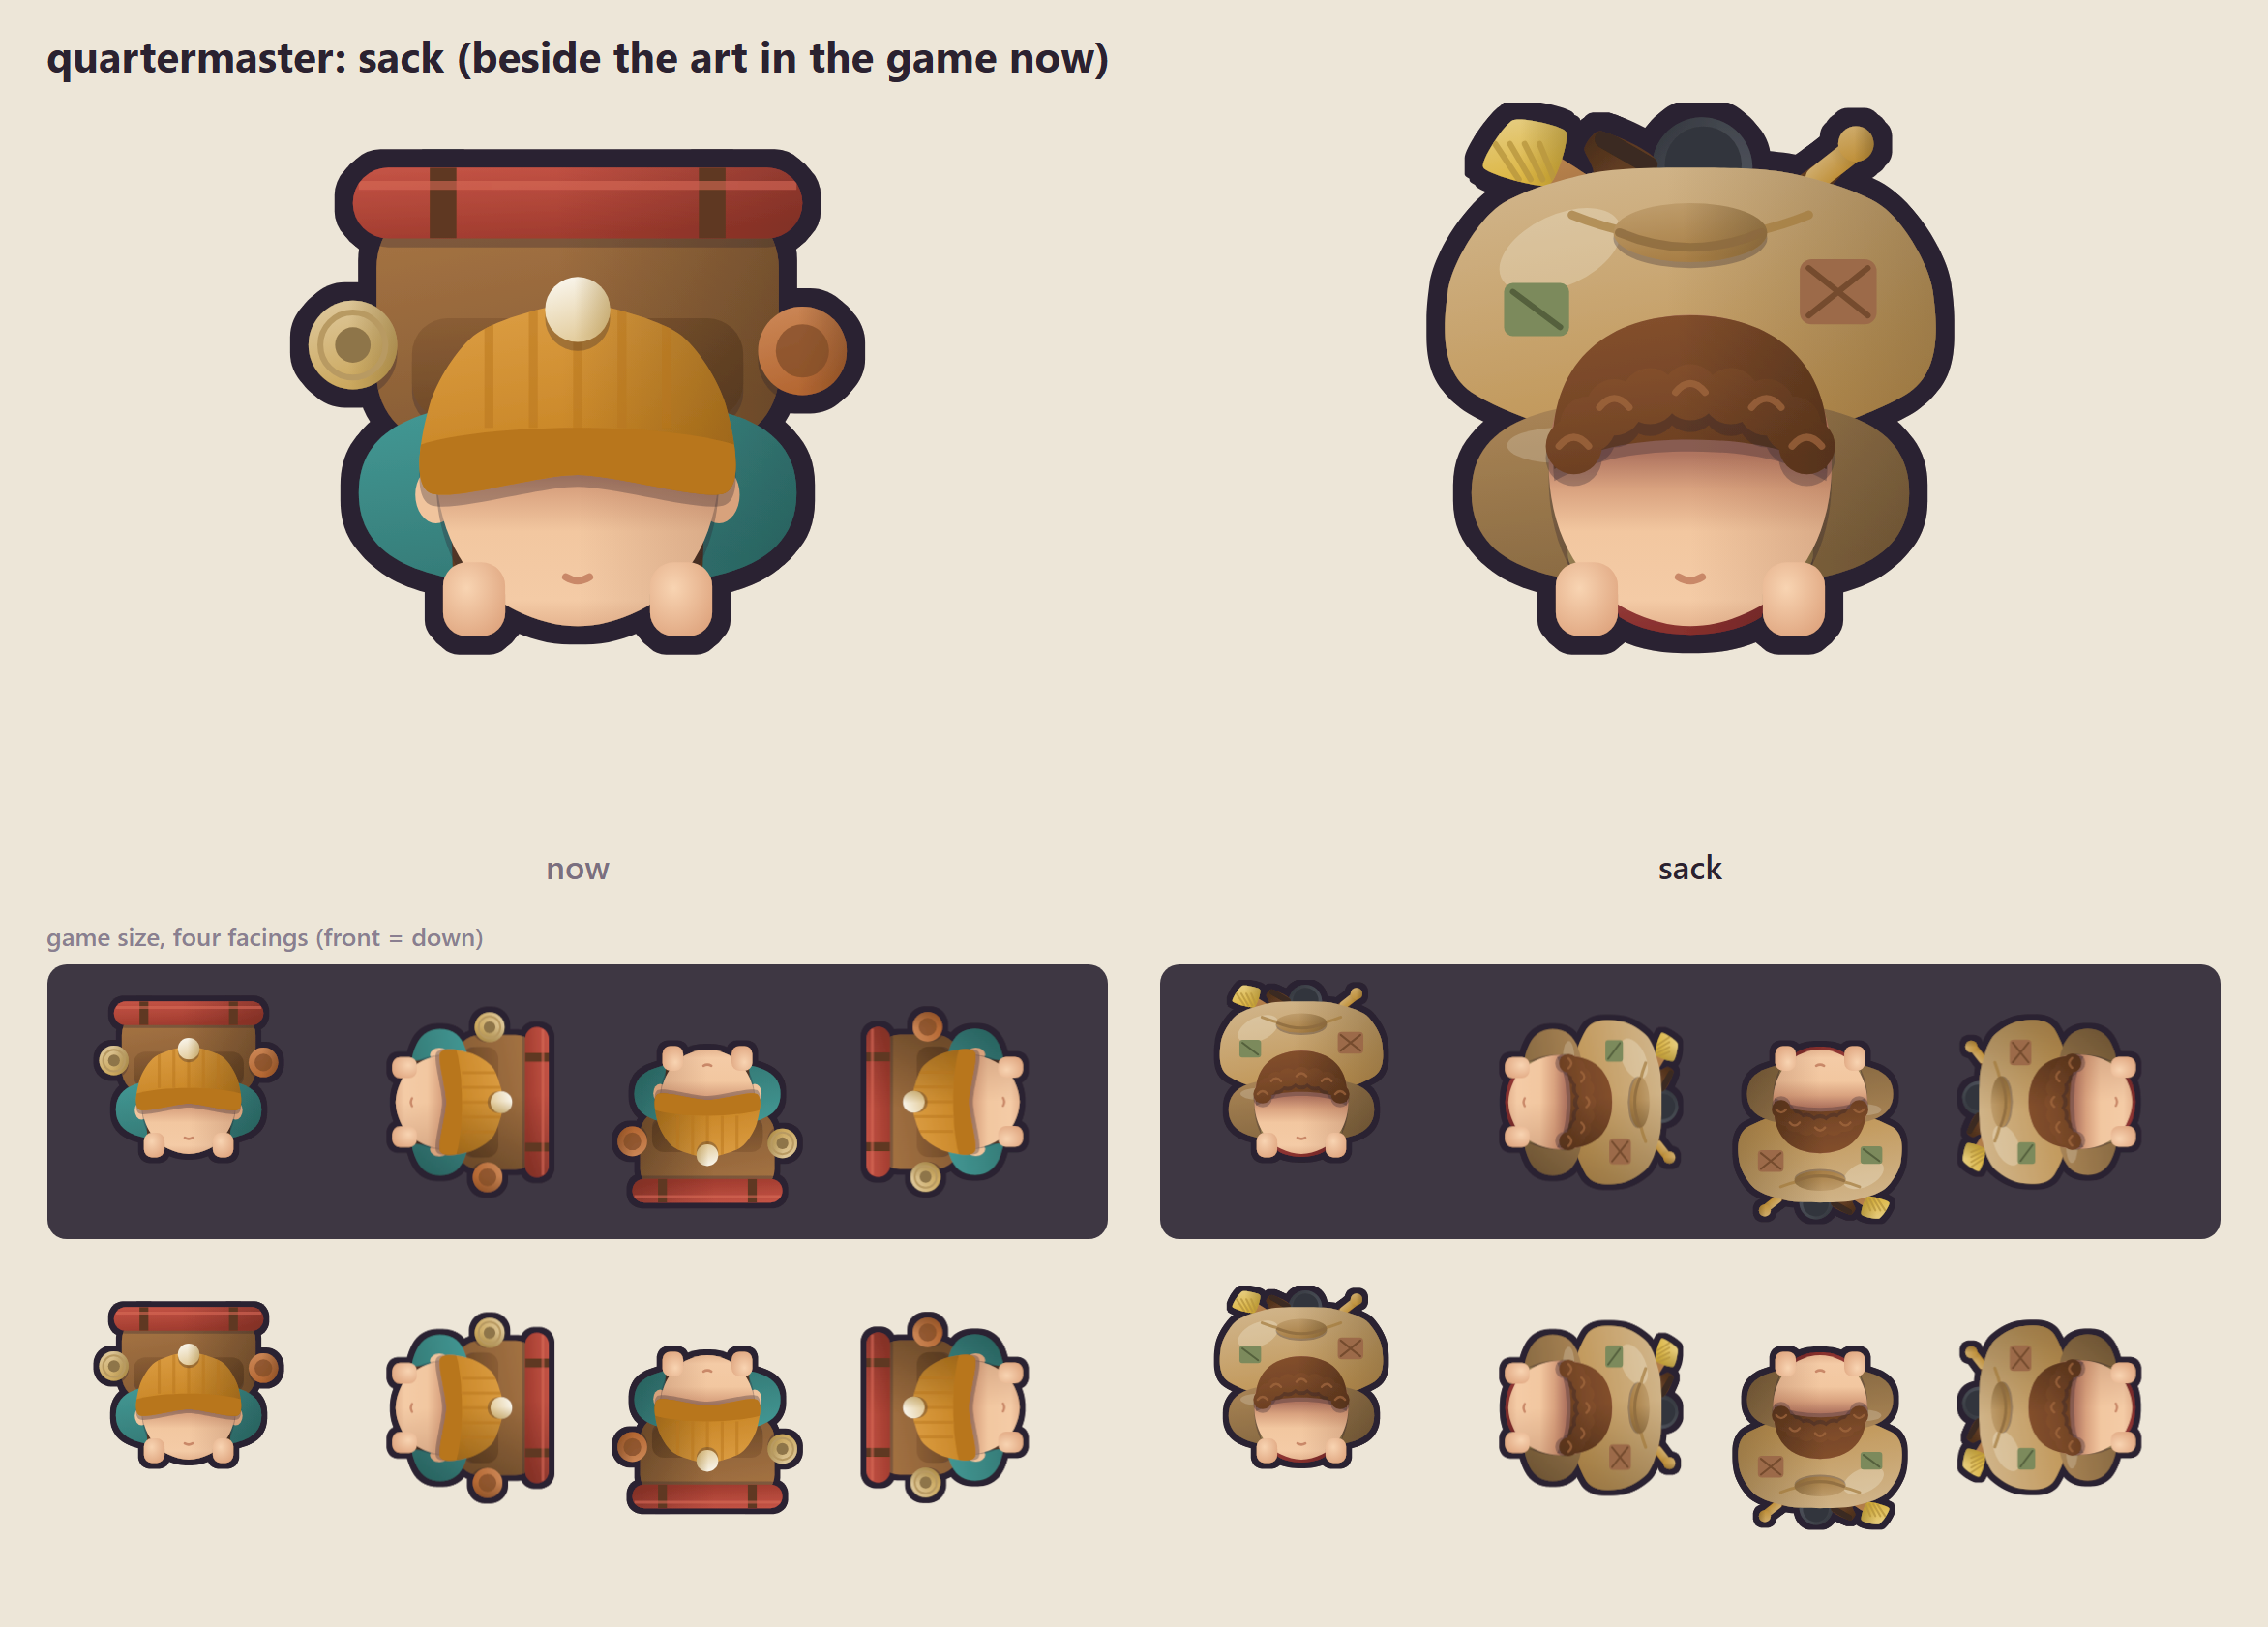 quartermaster: sack (beside the art in the game now)
now
sack
game size, four facings (front = down)